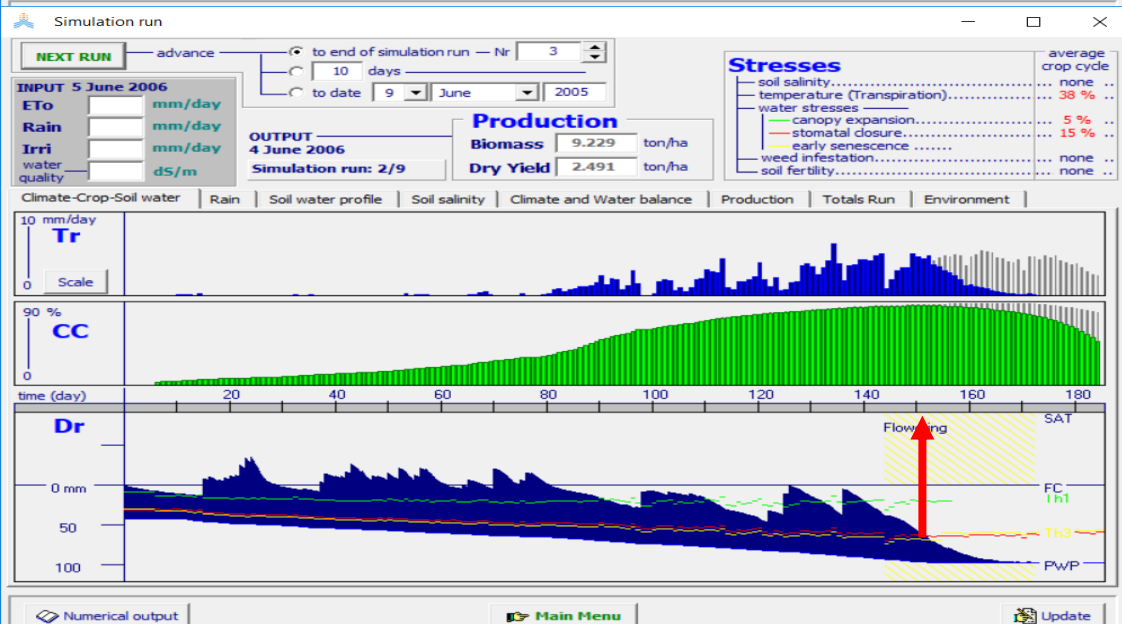 Simulation run
NEXT RUN
advance
to end of simulation run
Nr 3
10 days
to date 9 June 2005
INPUT 5 June 2006
ETo mm/day
Rain mm/day
Irri mm/day
water quality dS/m
OUTPUT
4 June 2006
Simulation run: 2/9
Production
Biomass 9.229 ton/ha
Dry Yield 2.491 ton/ha
Stresses
average
crop cycle
soil salinity none
temperature (Transpiration) 38 %
water stresses
canopy expansion 5 %
stomatal closure 15 %
early senescence
weed infestation none
soil fertility none
Climate-Crop-Soil water
Rain
Soil water profile
Soil salinity
Climate and Water balance
Production
Totals Run
Environment
10 mm/day
Tr
0
Scale
90 %
CC
0
time (day) 20 40 60 80 100 120 140 160 180
Dr
Flowering
SAT
0 mm
FC
Th1
50
Th3
100
PWP
Numerical output
Main Menu
Update